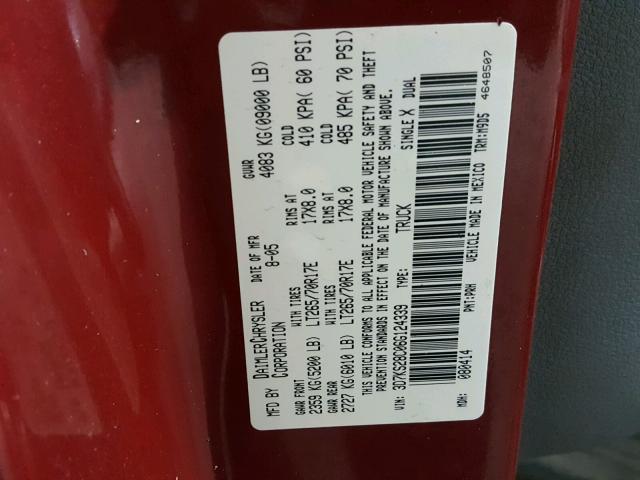 MFD BY DAIMLERCHRYSLER CORPORATION DATE OF MFR 8-05 GVWR 4083 KG(09000 LB)
GAWR FRONT WITH TIRES RIMS AT COLD
2359 KG(5200 LB) LT265/70R17E 17X8.0 410 KPA( 60 PSI)
GAWR REAR WITH TIRES RIMS AT COLD
2727 KG(6010 LB) LT265/70R17E 17X8.0 485 KPA( 70 PSI)
THIS VEHICLE CONFORMS TO ALL APPLICABLE FEDERAL MOTOR VEHICLE SAFETY AND THEFT
PREVENTION STANDARDS IN EFFECT ON THE DATE OF MANUFACTURE SHOWN ABOVE.
VIN: 3D7KS28C06G124339 TYPE: TRUCK SINGLE X DUAL
MDH: 080414 PNT:PRH VEHICLE MADE IN MEXICO TRM:M9D5
4648507